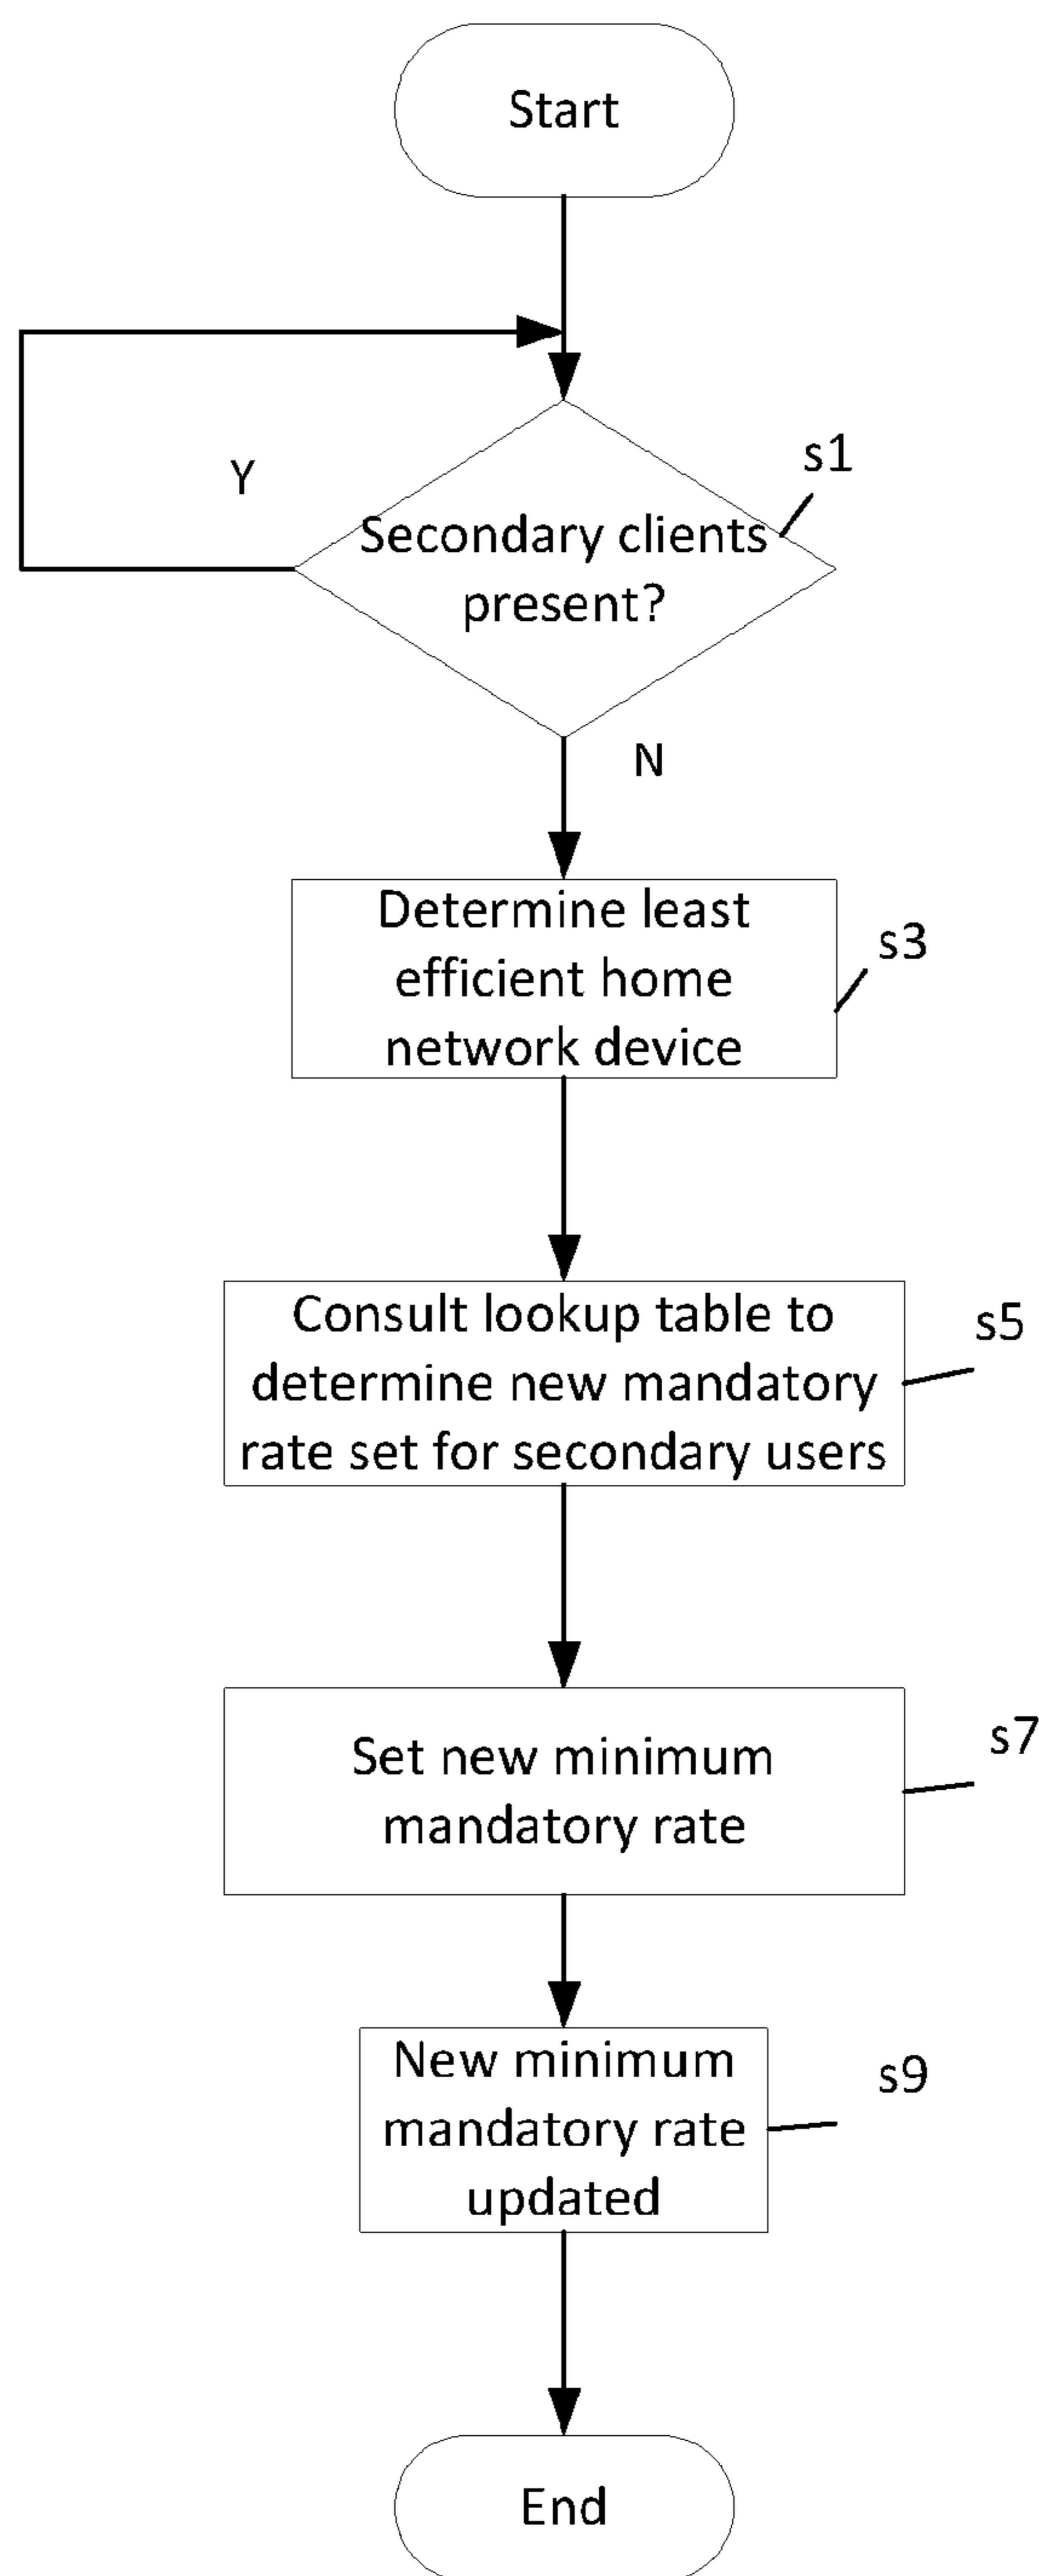 Start
Y
s1
Secondary clients
present?
N
Determine least
efficient home
network device
s3
Consult lookup table to
determine new mandatory
rate set for secondary users
s5
Set new minimum
mandatory rate
s7
New minimum
mandatory rate
updated
s9
End